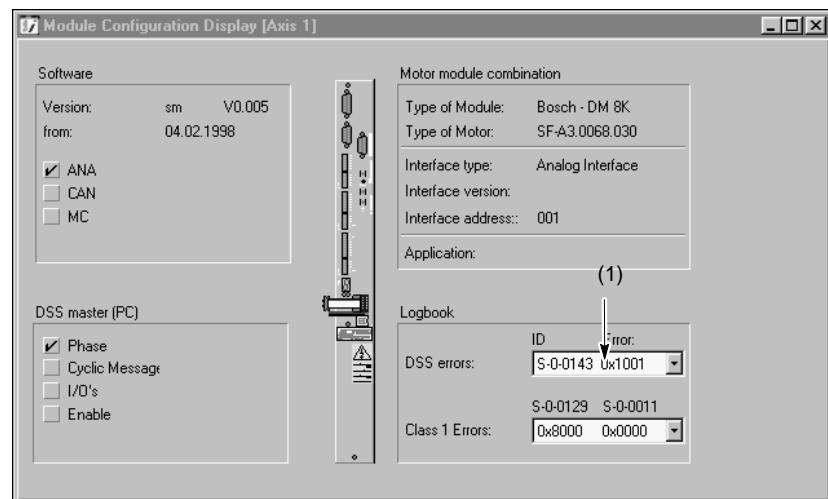 Module Configuration Display [Axis 1]
Software
Version: sm V0.005
from: 04.02.1998
ANA
CAN
MC
DSS master (PC)
Phase
Cyclic Message
I/O's
Enable
Motor module combination
Type of Module: Bosch - DM 8K
Type of Motor: SF-A3.0068.030
Interface type: Analog Interface
Interface version:
Interface address:: 001
Application:
(1)
Logbook
ID Error:
DSS errors: S-0-0143 0x1001
S-0-0129 S-0-0011
Class 1 Errors: 0x8000 0x0000